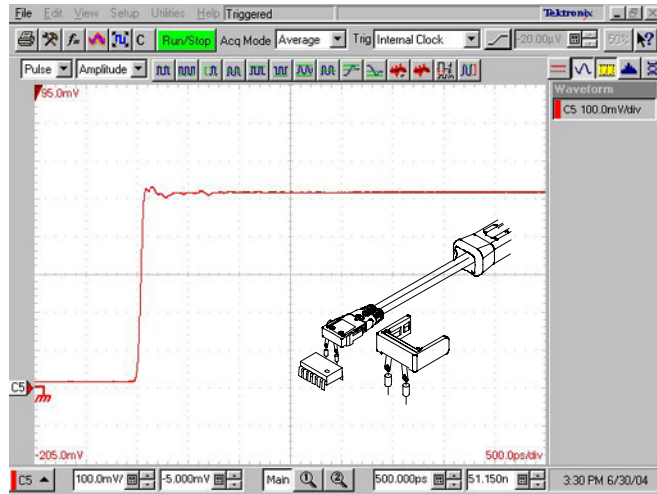 File Edit View Setup Utilities Help Triggered Tektronix
C Run/Stop Acq Mode Average Trig Internal Clock -20.00µV 50%
Pulse Amplitude
95.0mV
Waveform
C5 100.0mV/div
C5
-205.0mV 500.0ps/div
C5 100.0mV/ -5.000mV Main 500.000ps 51.150n 3:30 PM 6/30/04